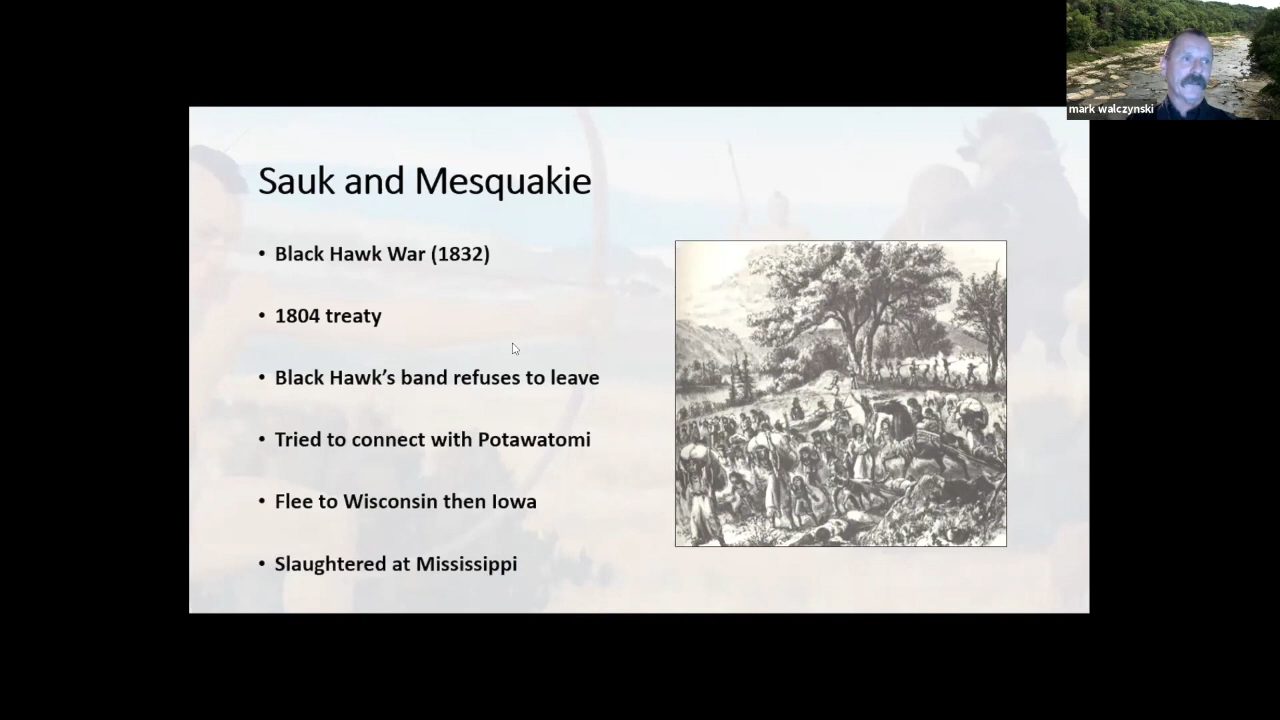 mark walczynski
Sauk and Mesquakie
• Black Hawk War (1832)
• 1804 treaty
• Black Hawk’s band refuses to leave
• Tried to connect with Potawatomi
• Flee to Wisconsin then Iowa
• Slaughtered at Mississippi